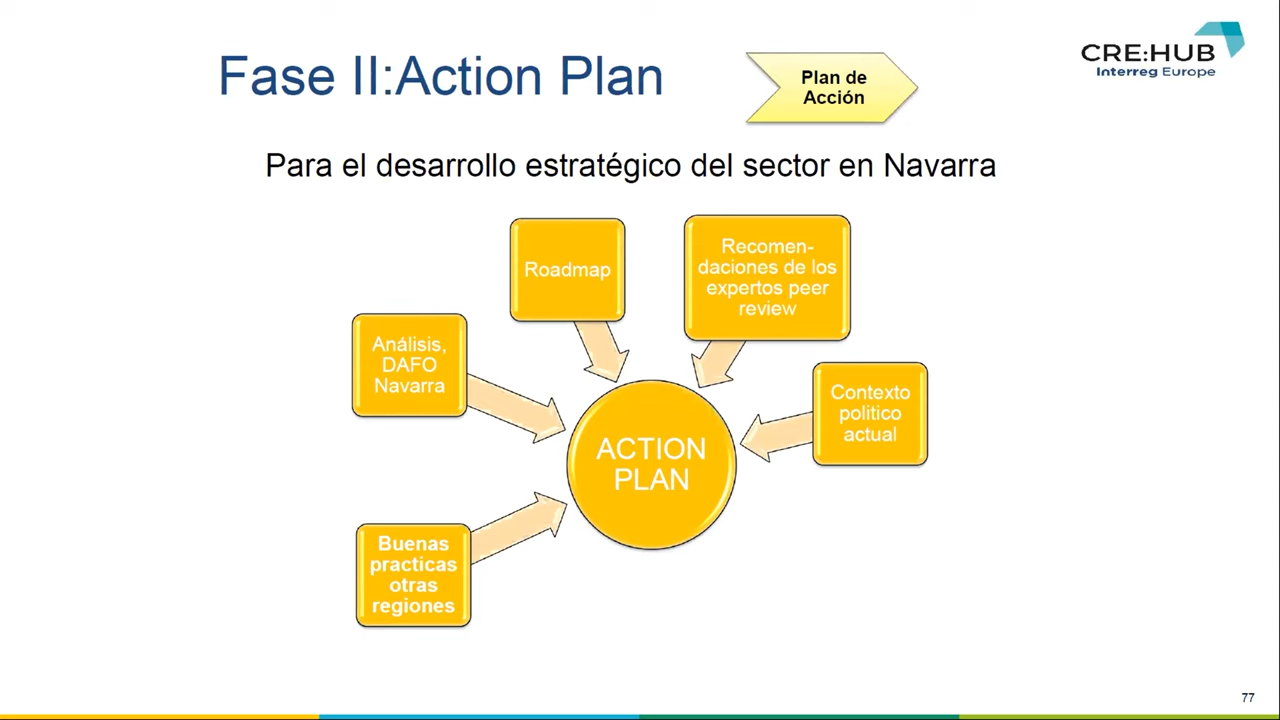 Fase II:Action Plan
Plan de
Acción
CRE:HUB
Interreg Europe
Para el desarrollo estratégico del sector en Navarra
Roadmap
Recomen-
daciones de los
expertos peer
review
Análisis,
DAFO
Navarra
Contexto
politico
actual
ACTION
PLAN
Buenas
practicas
otras
regiones
77